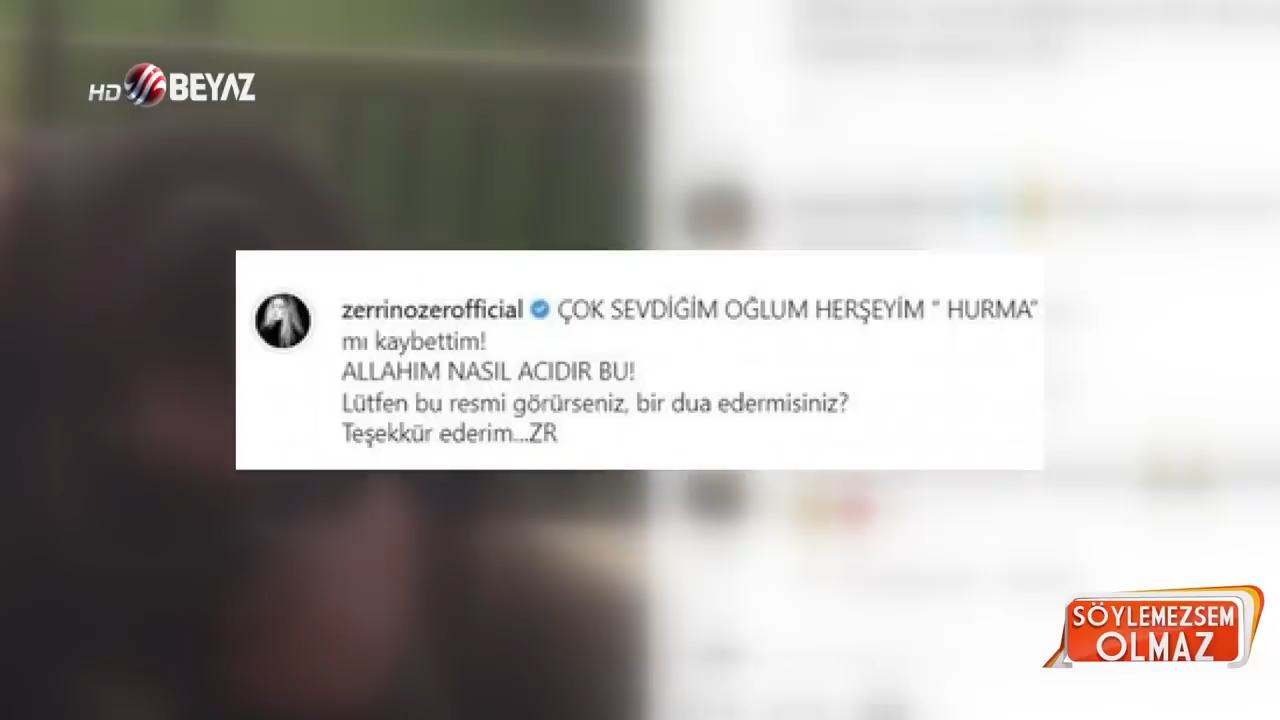 HD BEYAZ
zerrinozerofficial ÇOK SEVDİĞİM OĞLUM HERŞEYİM “ HURMA”
mı kaybettim!
ALLAHIM NASIL ACIDIR BU!
Lütfen bu resmi görürseniz, bir dua edermisiniz?
Teşekkür ederim...ZR
SÖYLEMEZSEM
OLMAZ